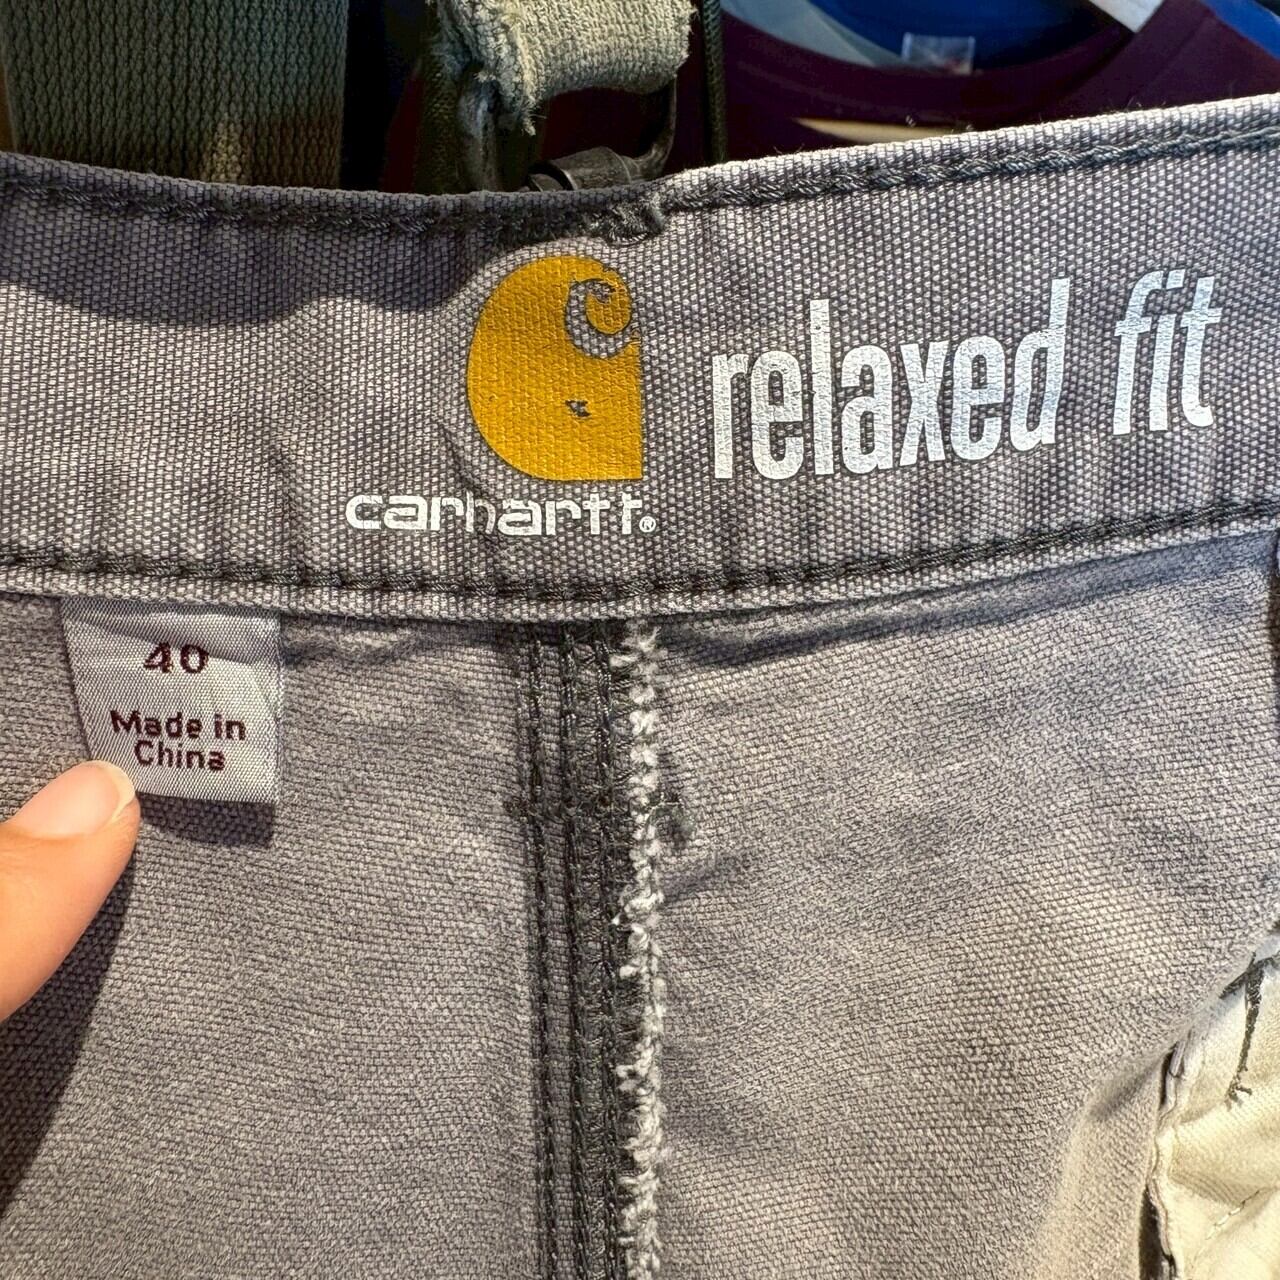 relaxed fit
carhartt®
40
Made in
China